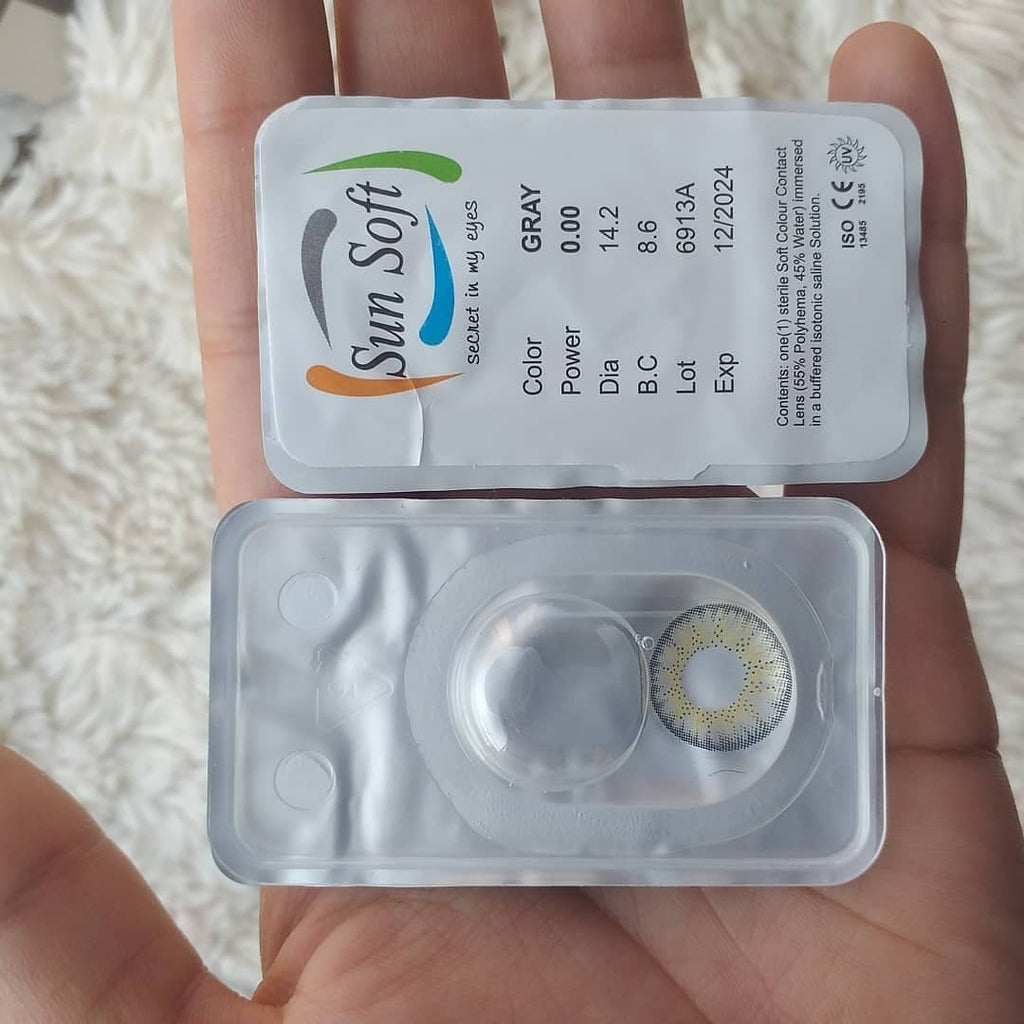 Sun Soft
secret in my eyes
Color GRAY
Power 0.00
Dia 14.2
B.C 8.6
Lot 6913A
Exp 12/2024
Contents: one(1) sterile Soft Colour Contact
Lens (55% Polyhema, 45% Water) immersed
in a buffered isotonic saline Solution.
ISO CE UV
13485 2195